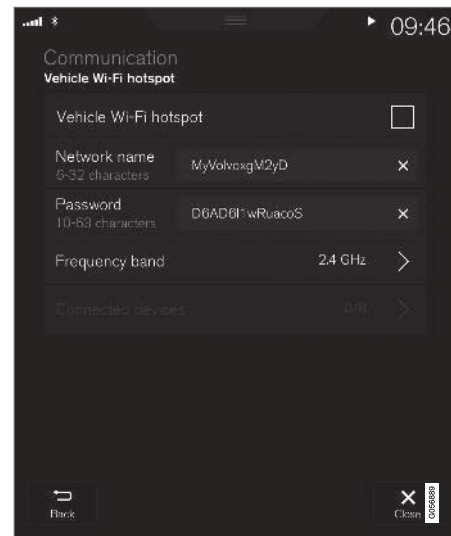 09:46
Communication
Vehicle Wi-Fi hotspot
Vehicle Wi-Fi hotspot
Network name
6-32 characters
MyVolvoxgM2yD
Password
10-63 characters
D6AD6l1wRuacoS
Frequency band
2.4 GHz
Connected devices
0/8
Back
Close
G056889